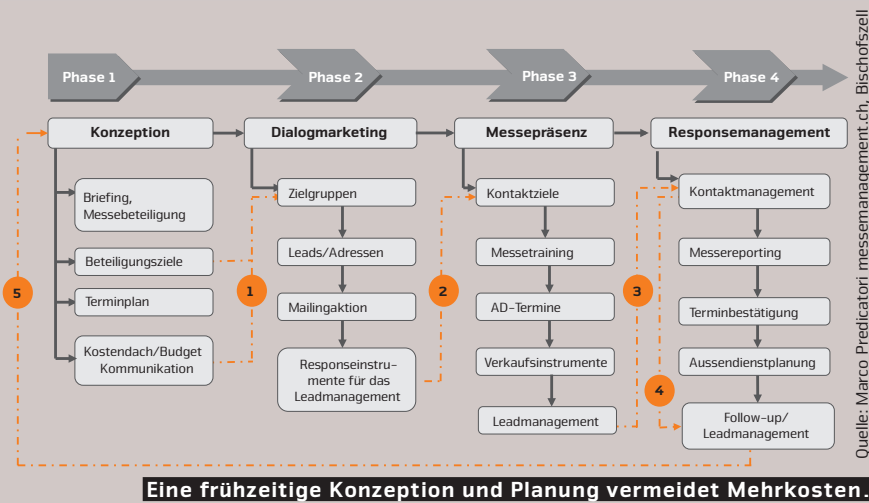 Phase 1
Phase 2
Phase 3
Phase 4
Konzeption
Dialogmarketing
Messepräsenz
Responsemanagement
Briefing,
Messebeteiligung
Beteiligungsziele
Terminplan
Kostendach/Budget
Kommunikation
Zielgruppen
Leads/Adressen
Mailingaktion
Responseinstru-
mente für das
Leadmanagement
Kontaktziele
Messetraining
AD-Termine
Verkaufsinstrumente
Leadmanagement
Kontaktmanagement
Messereporting
Terminbestätigung
Aussendienstplanung
Follow-up/
Leadmanagement
5
1
2
3
4
Quelle: Marco Predicatori messemanagement.ch, Bischofszell
Eine frühzeitige Konzeption und Planung vermeidet Mehrkosten.